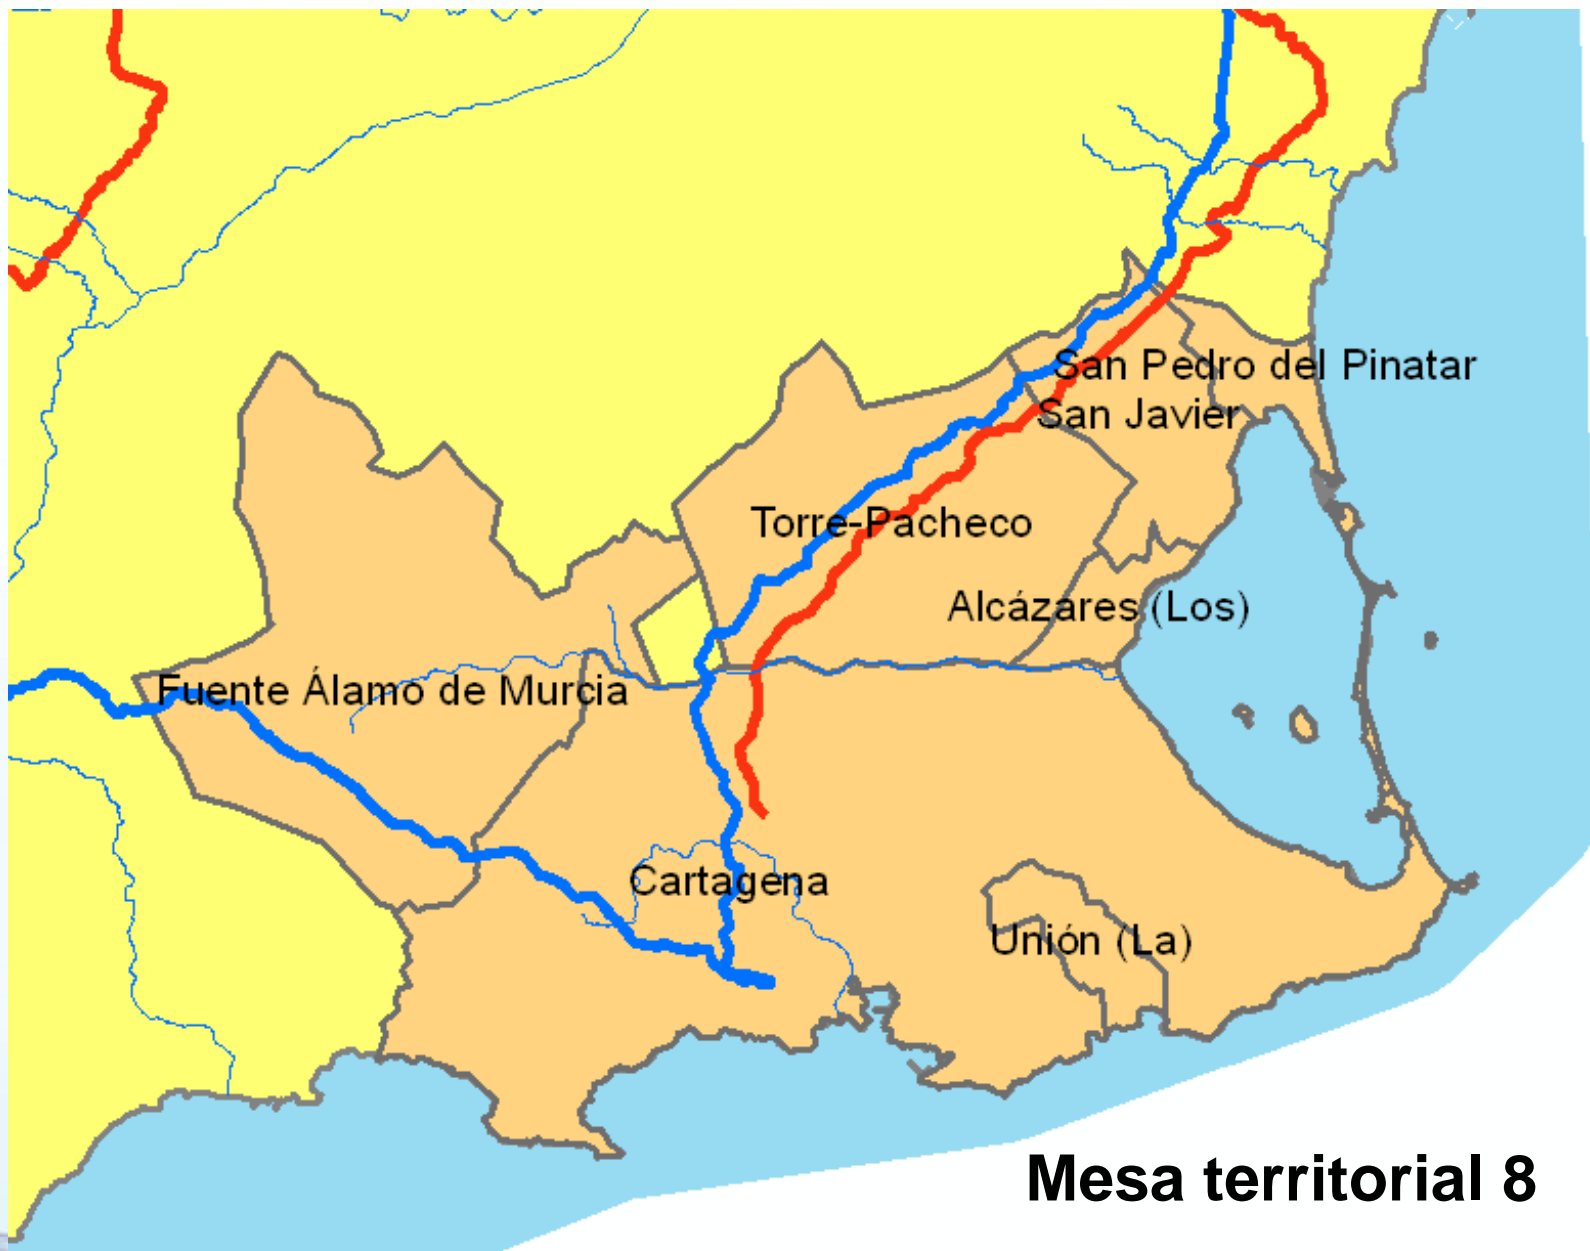 San Pedro del Pinatar
San Javier
Torre-Pacheco
Alcázares (Los)
Fuente Álamo de Murcia
Cartagena
Unión (La)
Mesa territorial 8